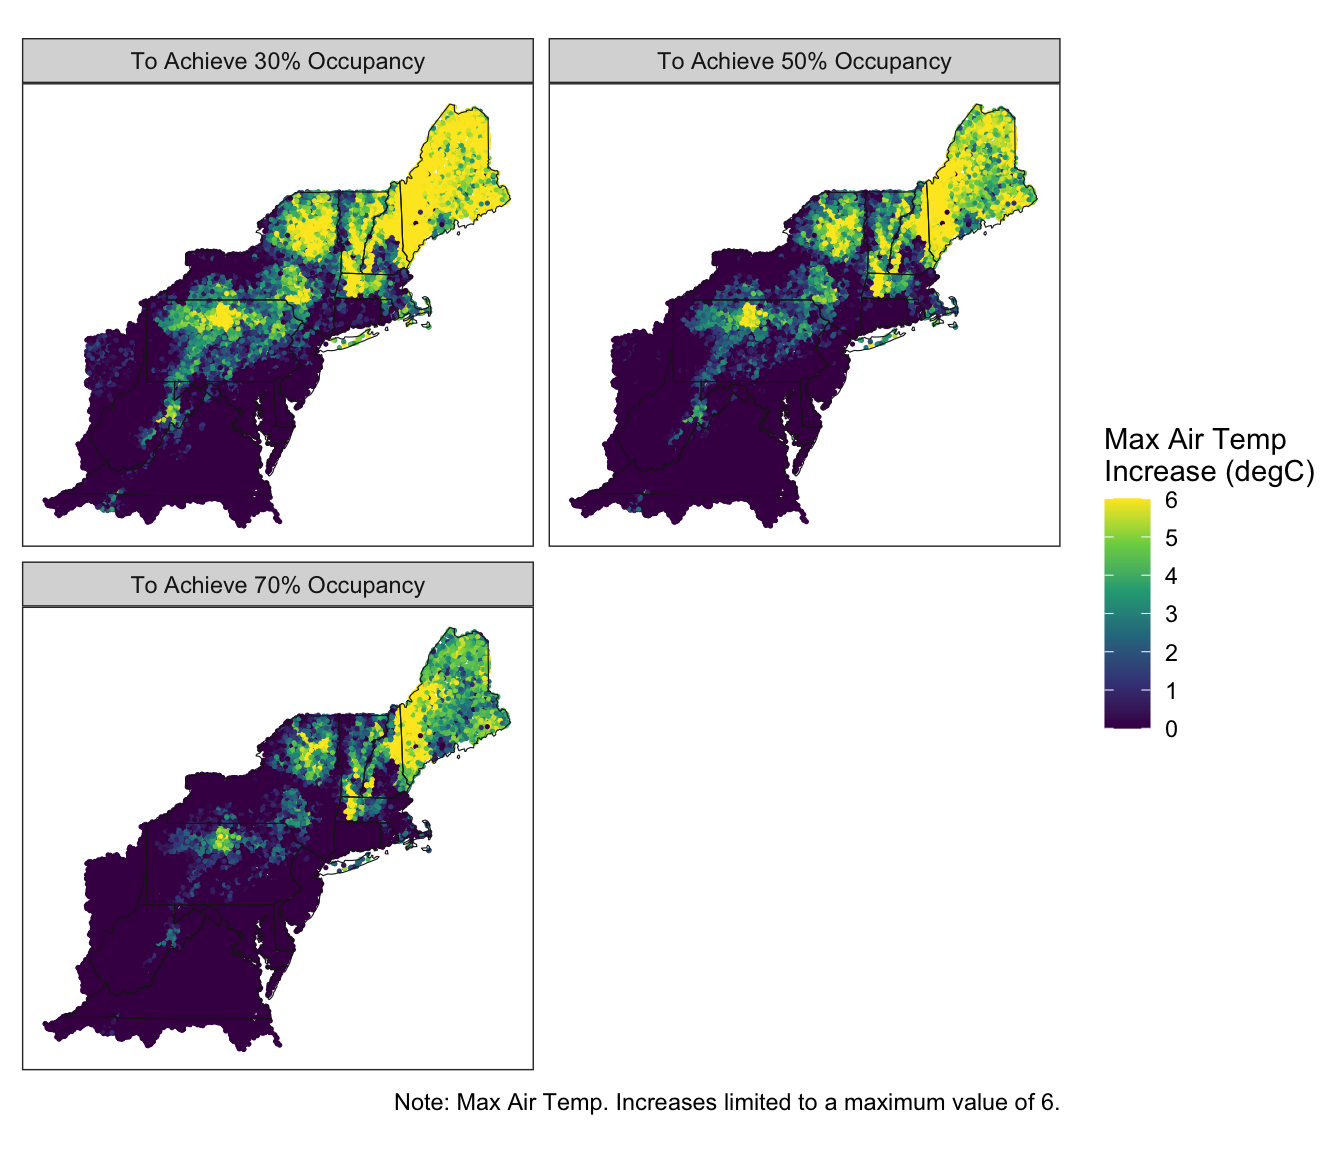 To Achieve 30% Occupancy
To Achieve 50% Occupancy
To Achieve 70% Occupancy
Max Air Temp
Increase (degC)
6
5
4
3
2
1
0
Note: Max Air Temp. Increases limited to a maximum value of 6.